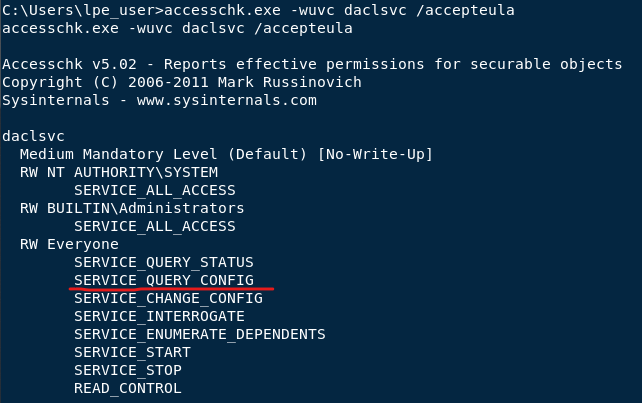 C:\Users\lpe_user>accesschk.exe -wuvc daclsvc /accepteula
accesschk.exe -wuvc daclsvc /accepteula
Accesschk v5.02 - Reports effective permissions for securable objects
Copyright (C) 2006-2011 Mark Russinovich
Sysinternals - www.sysinternals.com
daclsvc
Medium Mandatory Level (Default) [No-Write-Up]
RW NT AUTHORITY\SYSTEM
SERVICE_ALL_ACCESS
RW BUILTIN\Administrators
SERVICE_ALL_ACCESS
RW Everyone
SERVICE_QUERY_STATUS
SERVICE_QUERY_CONFIG
SERVICE_CHANGE_CONFIG
SERVICE_INTERROGATE
SERVICE_ENUMERATE_DEPENDENTS
SERVICE_START
SERVICE_STOP
READ_CONTROL